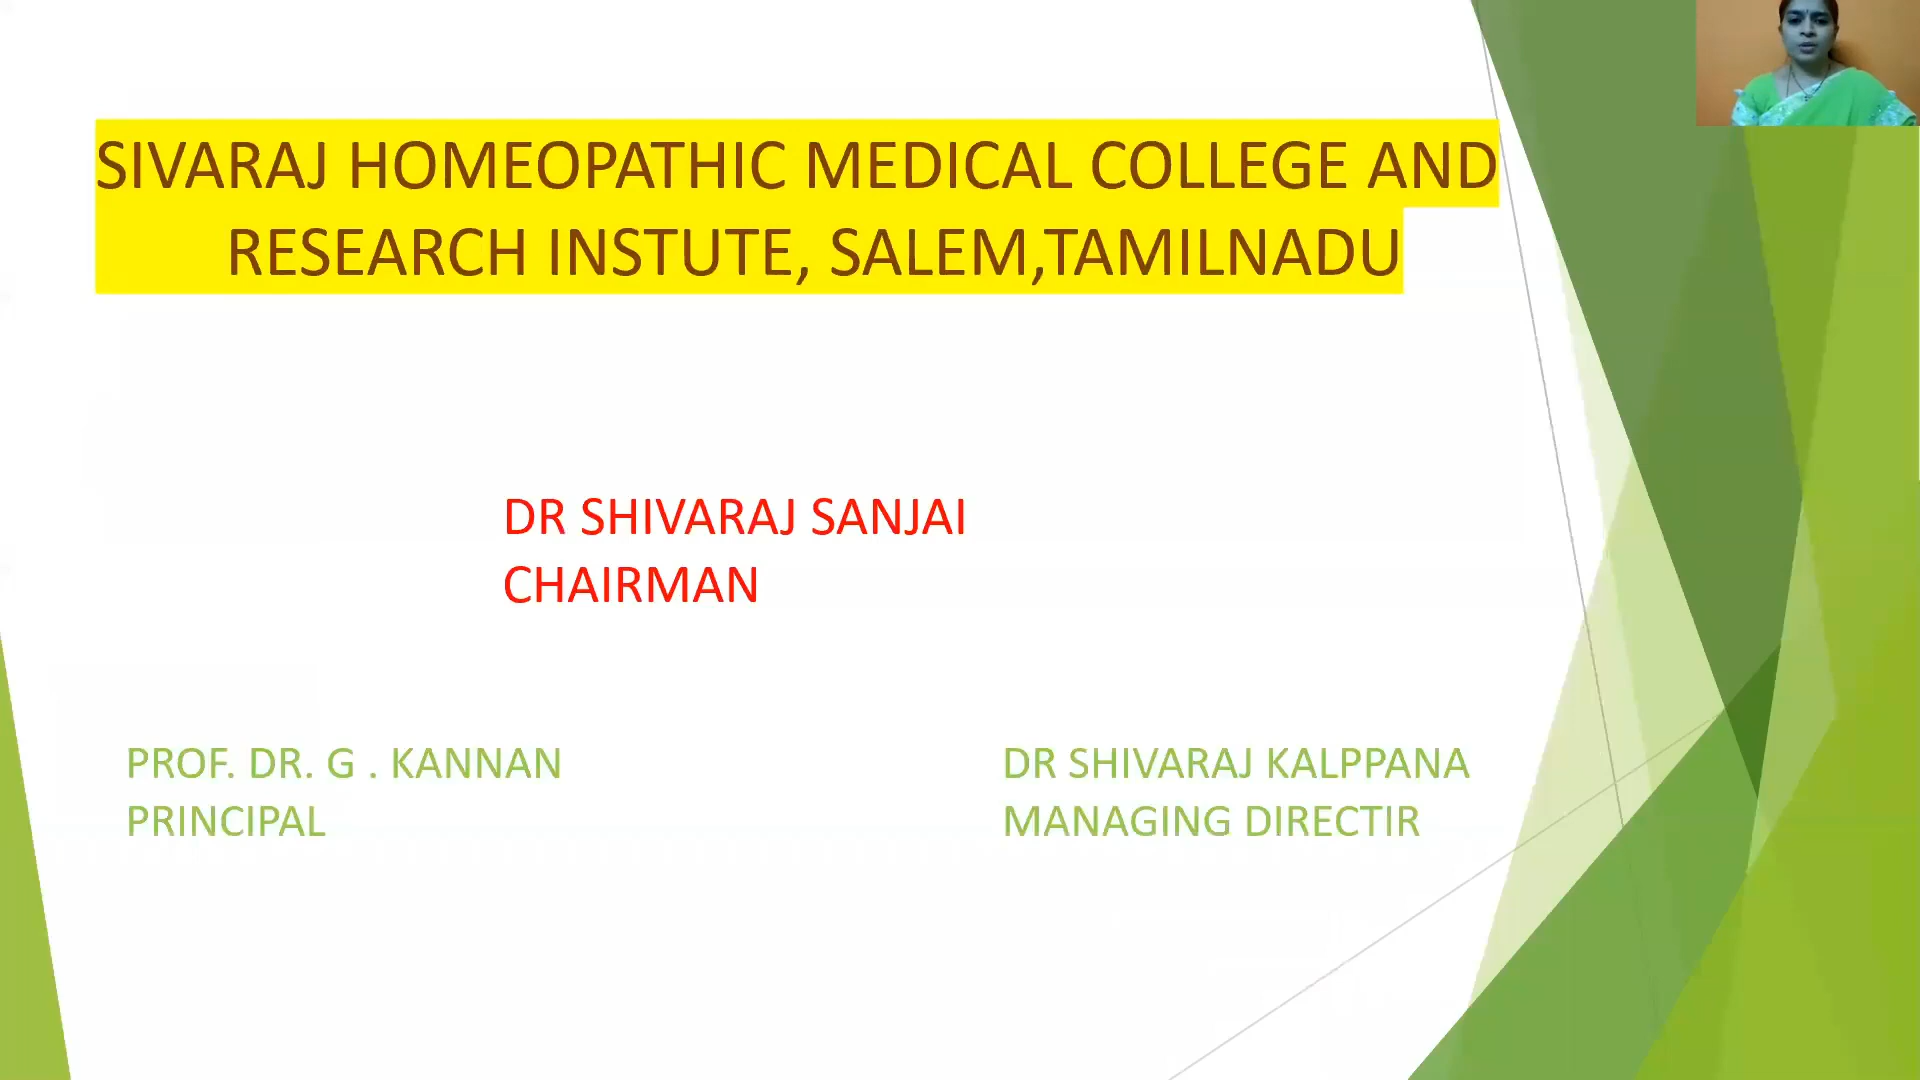 SIVARAJ HOMEOPATHIC MEDICAL COLLEGE AND
RESEARCH INSTUTE, SALEM,TAMILNADU
DR SHIVARAJ SANJAI
CHAIRMAN
PROF. DR. G . KANNAN
PRINCIPAL
DR SHIVARAJ KALPPANA
MANAGING DIRECTIR